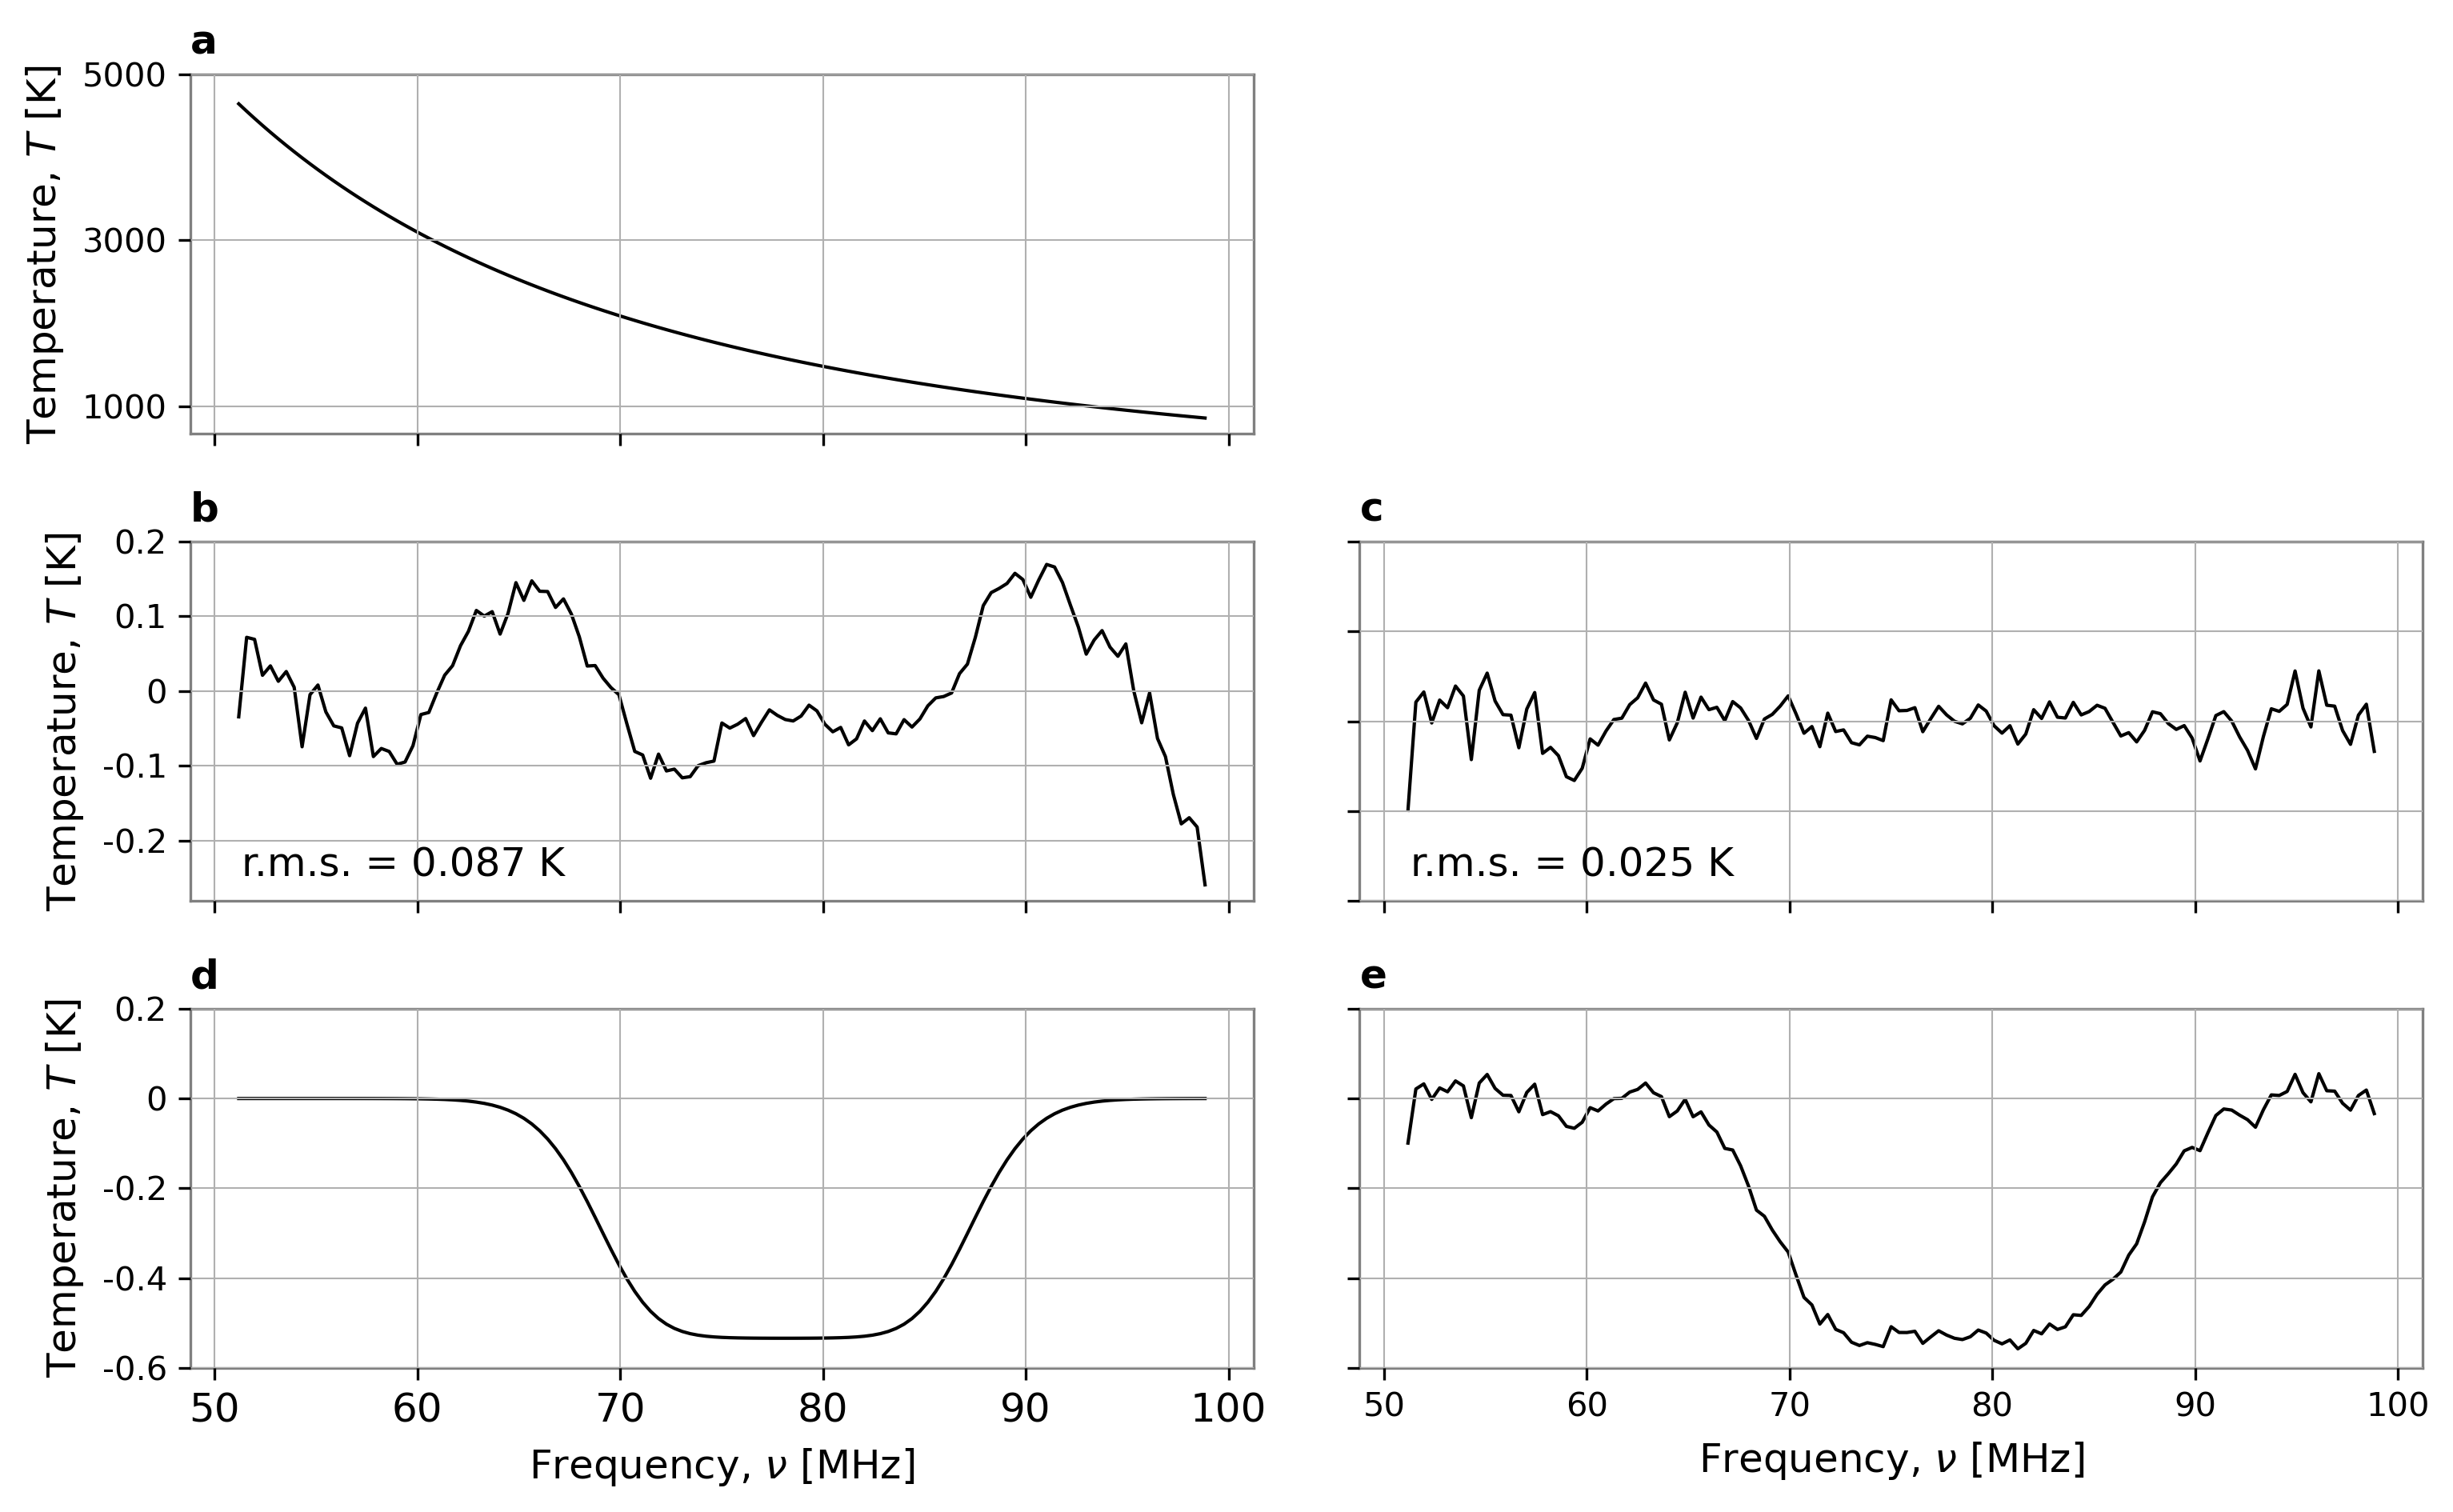 a
Temperature, T [K]
5000
3000
1000
b
Temperature, T [K]
0.2
0.1
0
-0.1
-0.2
r.m.s. = 0.087 K
c
r.m.s. = 0.025 K
d
Temperature, T [K]
0.2
0
-0.2
-0.4
-0.6
50 60 70 80 90 100
Frequency, ν [MHz]
e
50 60 70 80 90 100
Frequency, ν [MHz]